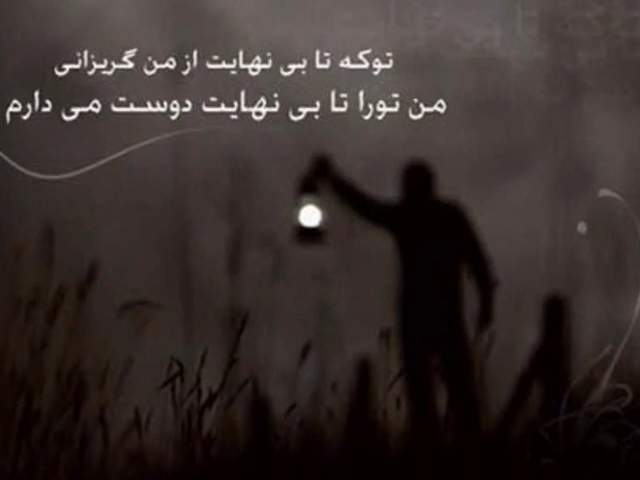 توکه تا بی نهایت از من گریزانی
من تورا تا بی نهایت دوست می دارم